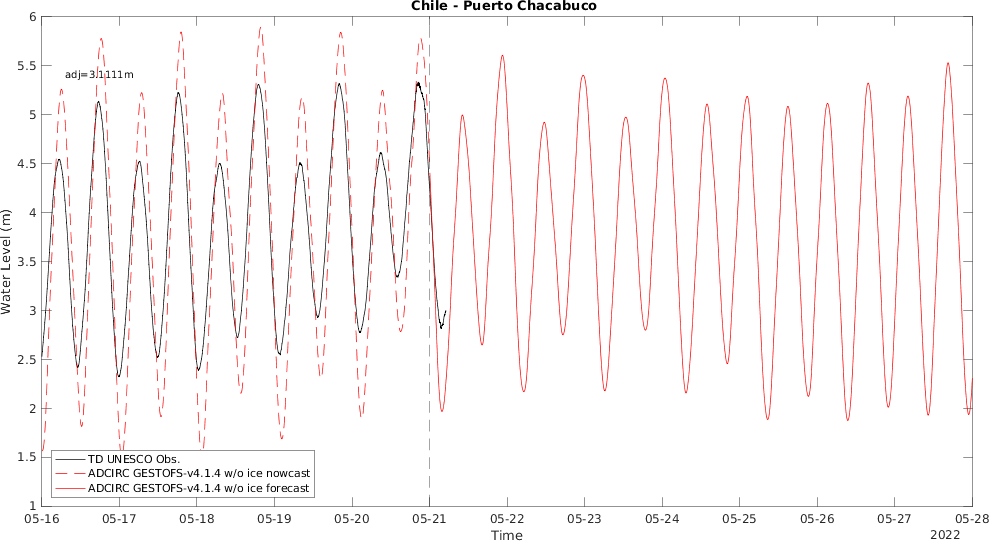 Chile - Puerto Chacabuco
6
5.5
adj=3.1111m
5
4.5
4
3.5
3
2.5
2
1.5
1
Water Level (m)
TD UNESCO Obs.
ADCIRC GESTOFS-v4.1.4 w/o ice nowcast
ADCIRC GESTOFS-v4.1.4 w/o ice forecast
05-16 05-17 05-18 05-19 05-20 05-21 05-22 05-23 05-24 05-25 05-26 05-27 05-28
Time
2022